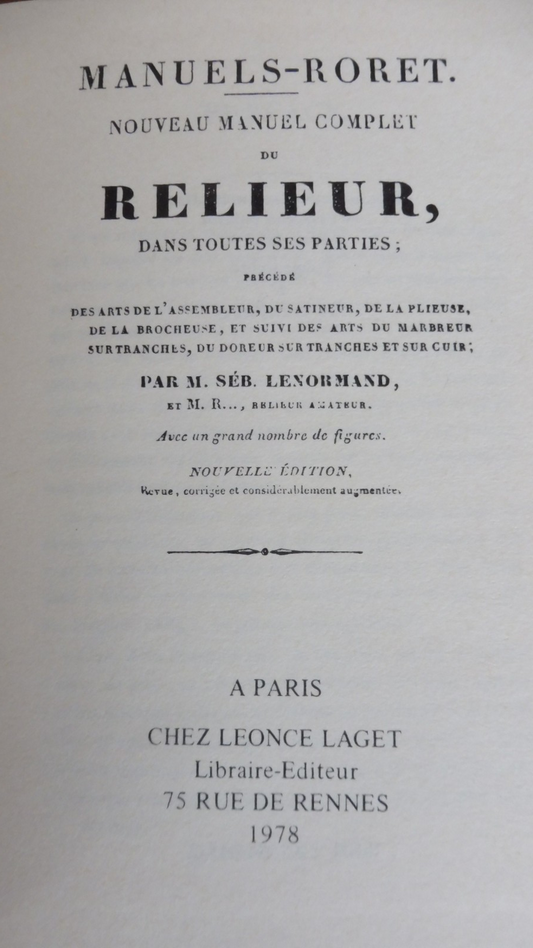 MANUELS-RORET.
NOUVEAU MANUEL COMPLET
DU
RELIEUR,
DANS TOUTES SES PARTIES ;
PRÉCÉDÉ
DES ARTS DE L'ASSEMBLEUR, DU SATINEUR, DE LA PLIEUSE,
DE LA BROCHEUSE, ET SUIVI DES ARTS DU MARBREUR
SUR TRANCHES, DU DOREUR SUR TRANCHES ET SUR CUIR ;
PAR M. SÉB. LENORMAND,
ET M. R..., RELIEUR AMATEUR.
Avec un grand nombre de figures.
NOUVELLE ÉDITION,
Revue, corrigée et considérablement augmentée.
A PARIS
CHEZ LEONCE LAGET
Libraire-Editeur
75 RUE DE RENNES
1978